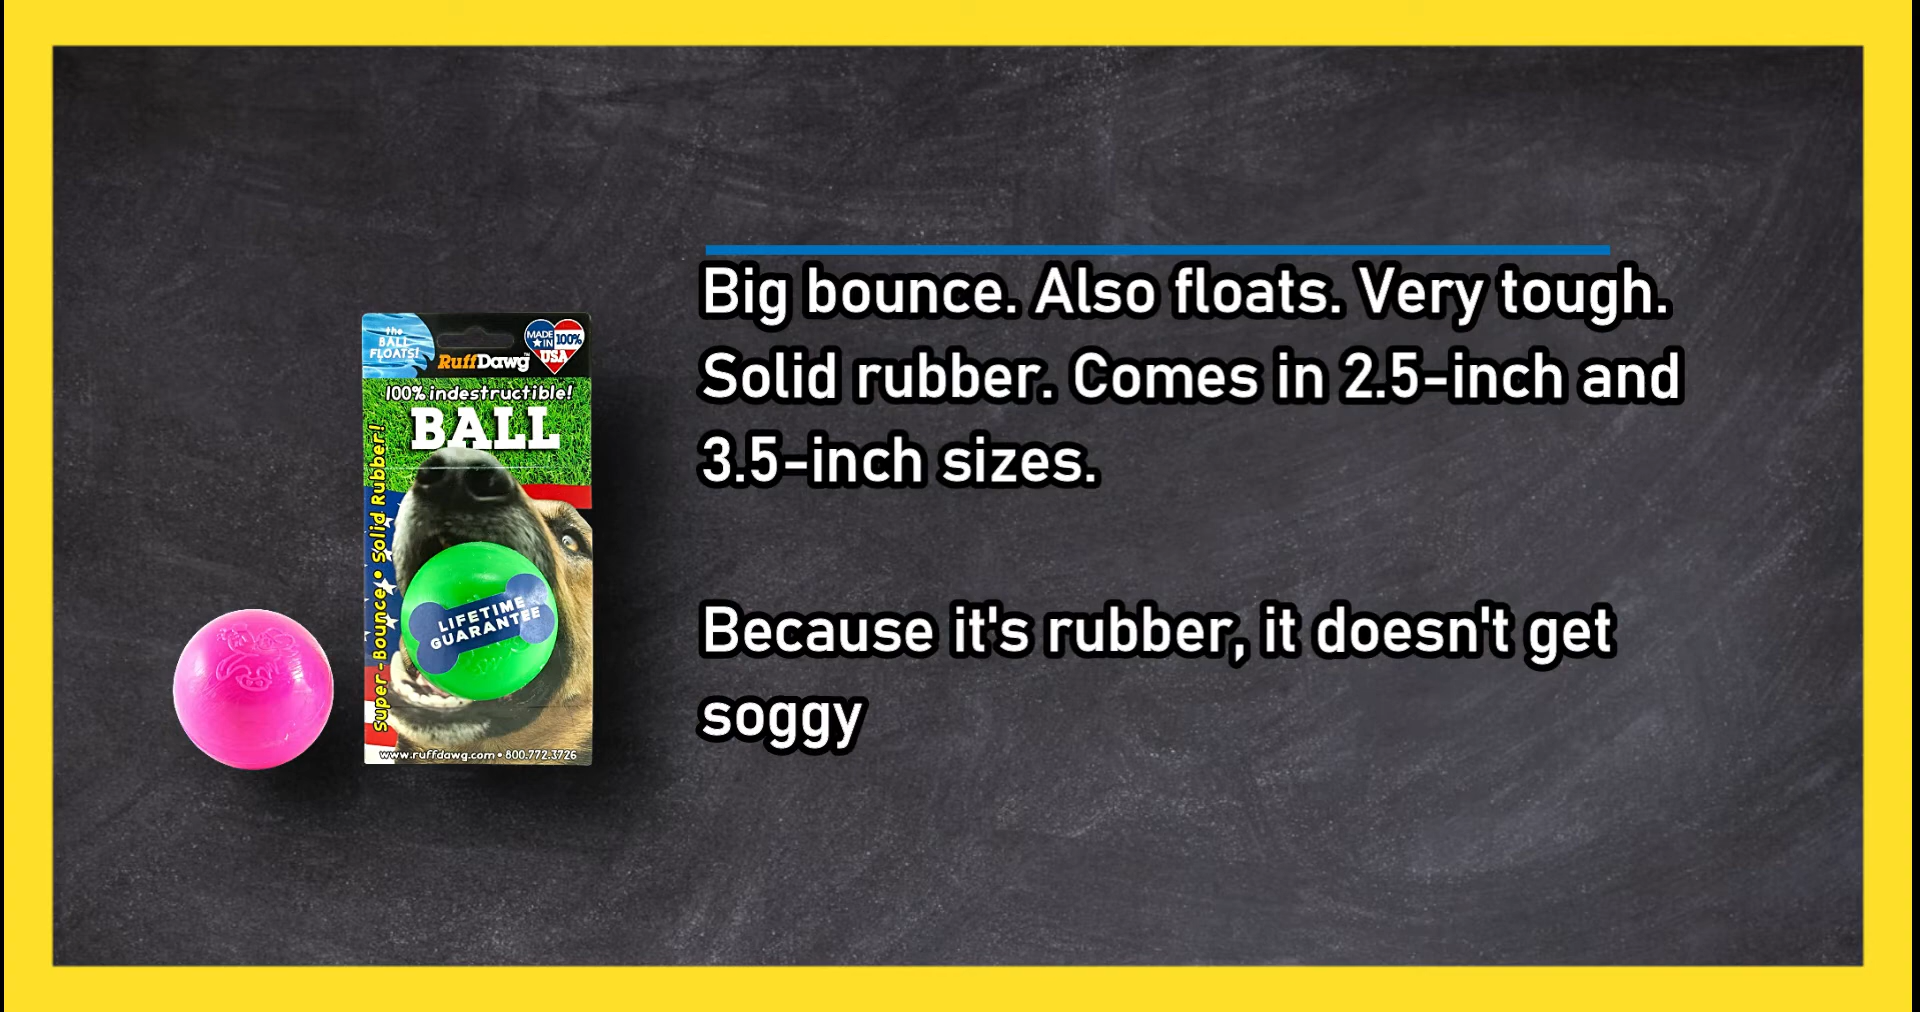 Big bounce. Also floats. Very tough.
Solid rubber. Comes in 2.5-inch and
3.5-inch sizes.
Because it's rubber, it doesn't get
soggy
the
BALL
FLOATS!
RuffDawg™
MADE
IN
100%
USA
100% indestructible!
BALL
Super-Bounce • Solid Rubber!
LIFETIME
GUARANTEE
www.ruffdawg.com • 800.772.3726